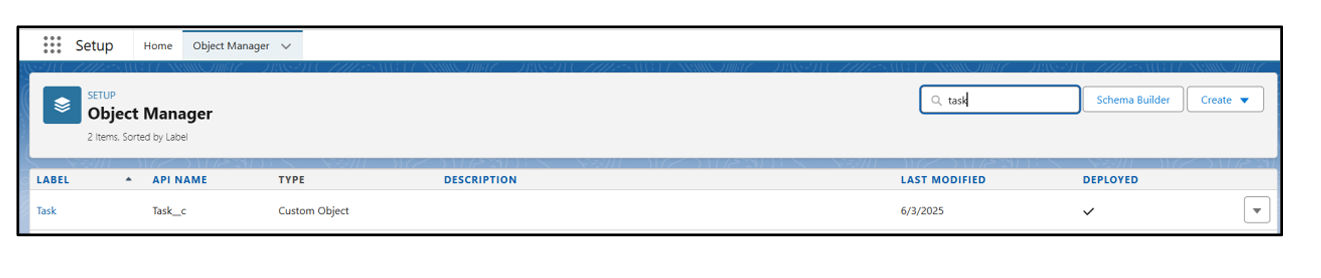 Setup Home Object Manager
SETUP
Object Manager
2 Items, Sorted by Label
task Schema Builder Create
LABEL API NAME TYPE DESCRIPTION LAST MODIFIED DEPLOYED
Task Task__c Custom Object 6/3/2025